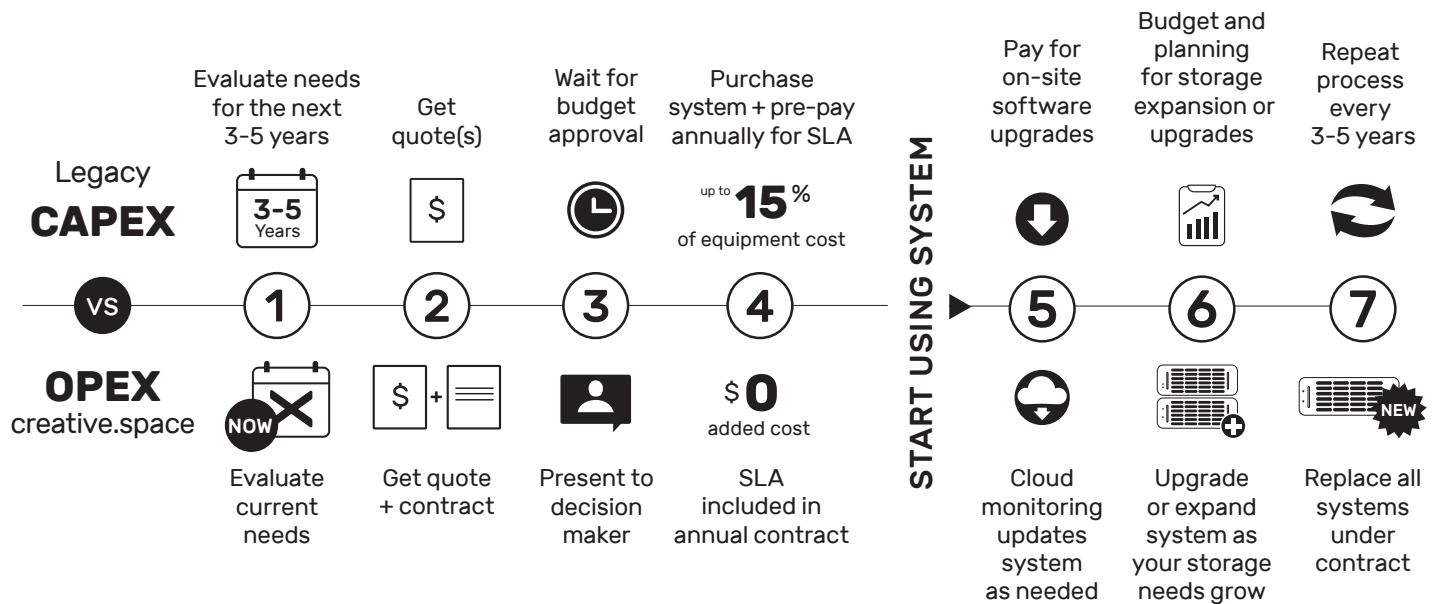 Legacy
CAPEX
Evaluate needs
for the next
3-5 years
3-5
Years
Get
quote(s)
$
Wait for
budget
approval
Purchase
system + pre-pay
annually for SLA
up to 15%
of equipment cost
Pay for
on-site
software
upgrades
Budget and
planning
for storage
expansion or
upgrades
Repeat
process
every
3-5 years
VS
1
2
3
4
START USING SYSTEM
5
6
7
OPEX
creative.space
NOW
Evaluate
current
needs
$ +
Get quote
+ contract
Present to
decision
maker
$0
added cost
SLA
included in
annual contract
Cloud
monitoring
updates
system
as needed
Upgrade
or expand
system as
your storage
needs grow
NEW
Replace all
systems
under
contract